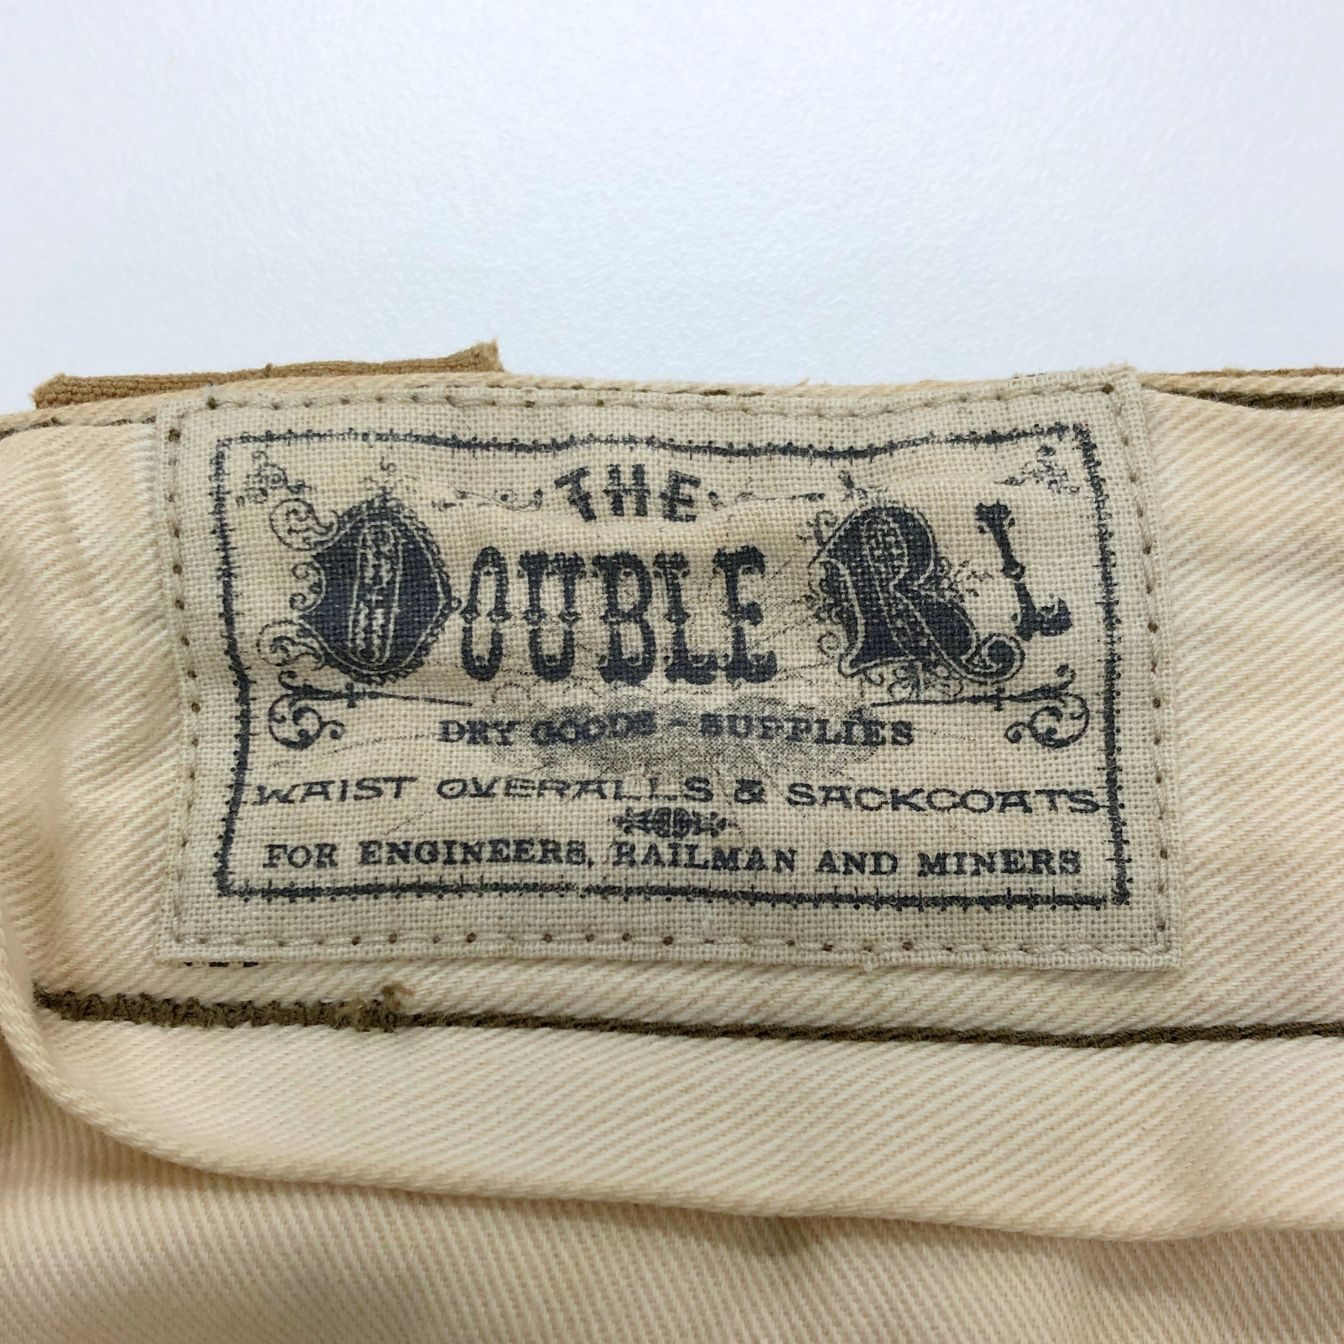 THE
DOUBLE RL
DRY GOODS - SUPPLIES
WAIST OVERALLS & SACKCOATS
FOR ENGINEERS, RAILMAN AND MINERS